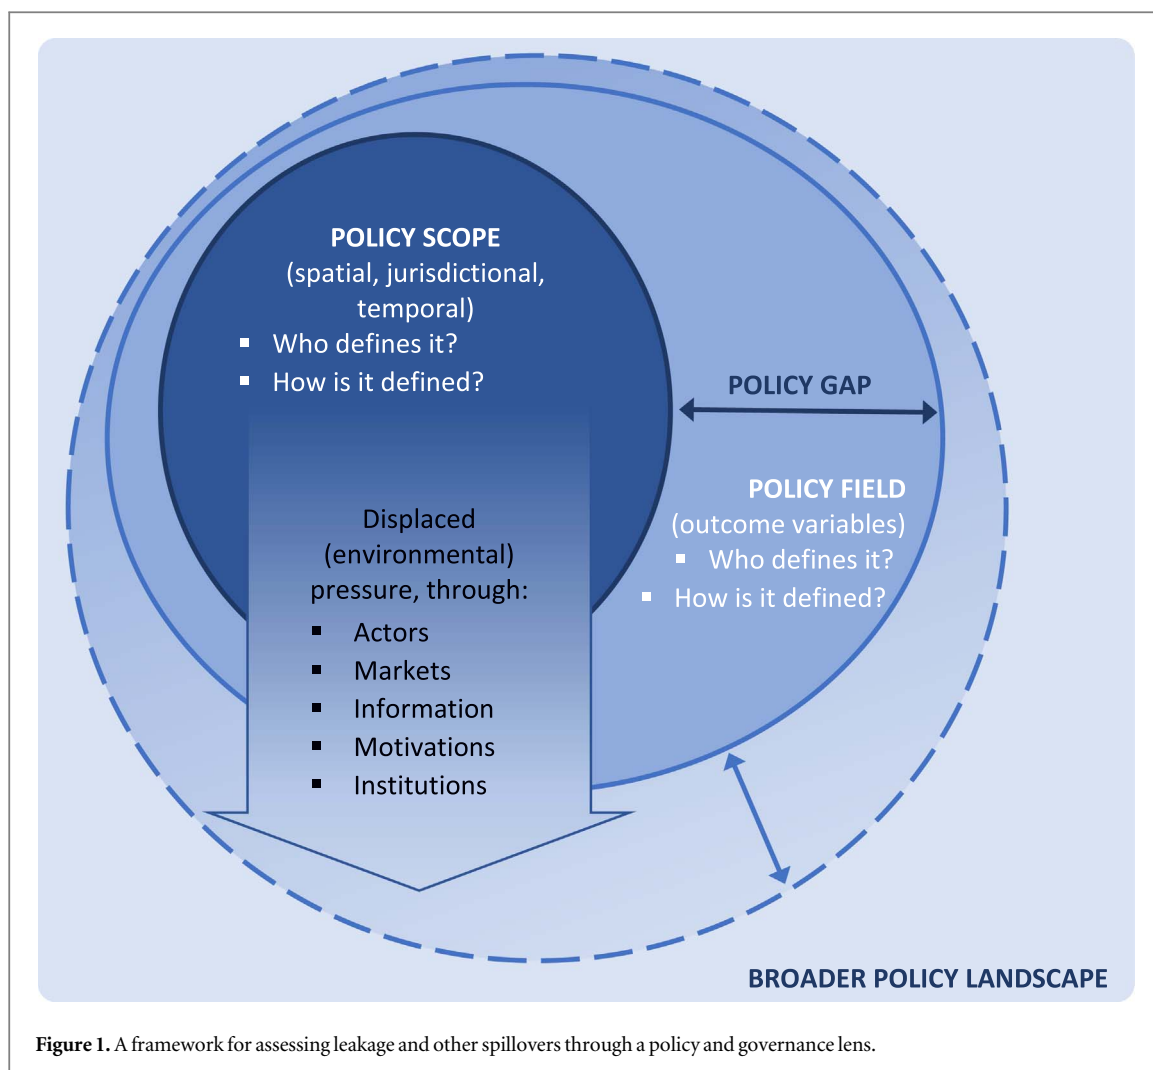 POLICY SCOPE
(spatial, jurisdictional,
temporal)
▪ Who defines it?
▪ How is it defined?
POLICY GAP
POLICY FIELD
(outcome variables)
▪ Who defines it?
▪ How is it defined?
Displaced
(environmental)
pressure, through:
▪ Actors
▪ Markets
▪ Information
▪ Motivations
▪ Institutions
BROADER POLICY LANDSCAPE
Figure 1. A framework for assessing leakage and other spillovers through a policy and governance lens.